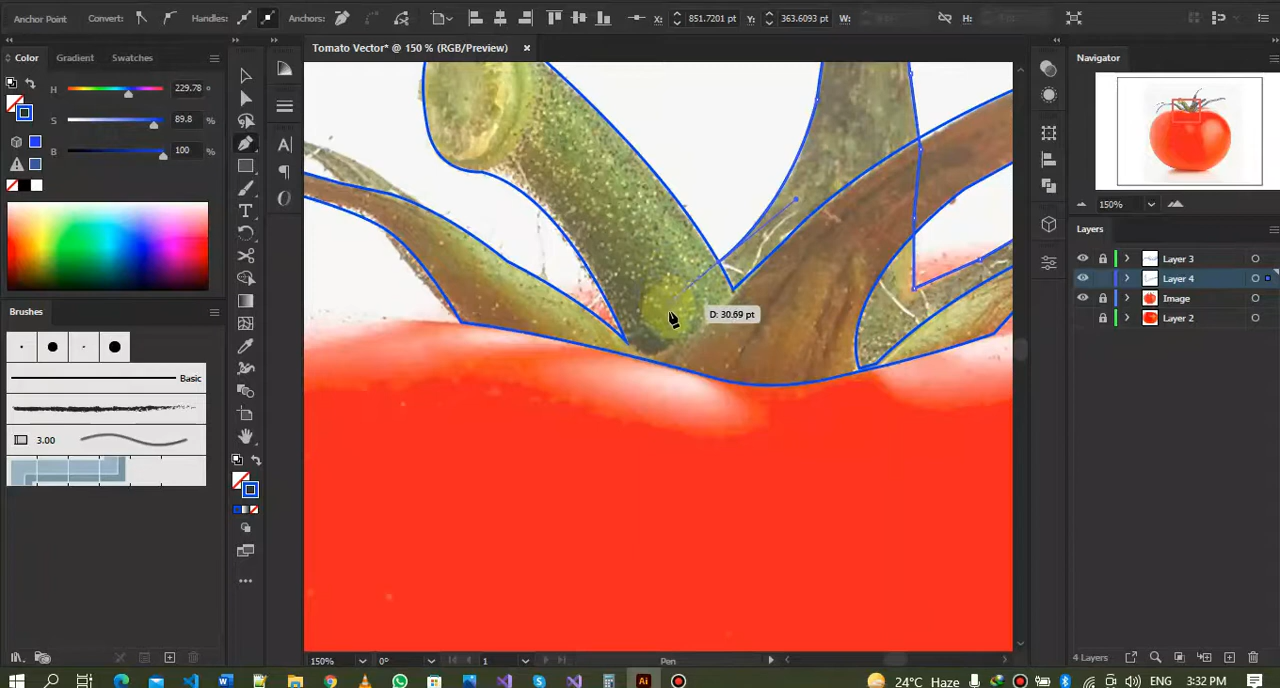 Anchor Point Convert: Handles: Anchors: X: 851.7201 pt Y: 363.6093 pt W: H:
Color Gradient Swatches
Tomato Vector* @ 150 % (RGB/Preview) ×
Navigator
H 229.78 °
S 89.8 %
B 100 %
150%
Layers
Layer 3
Layer 4
Image
Layer 2
D: 30.69 pt
Brushes
Basic
3.00
150% 0° 1 Pen
4 Layers
24°C Haze ENG 3:32 PM